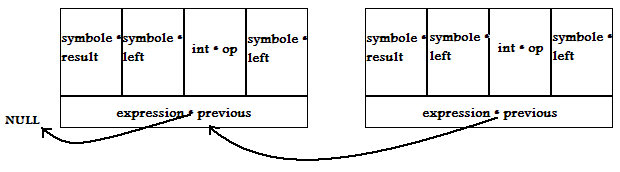 symbole *
result
symbole *
left
int * op
symbole *
left
expression * previous
symbole *
result
symbole *
left
int * op
symbole *
left
expression * previous
NULL